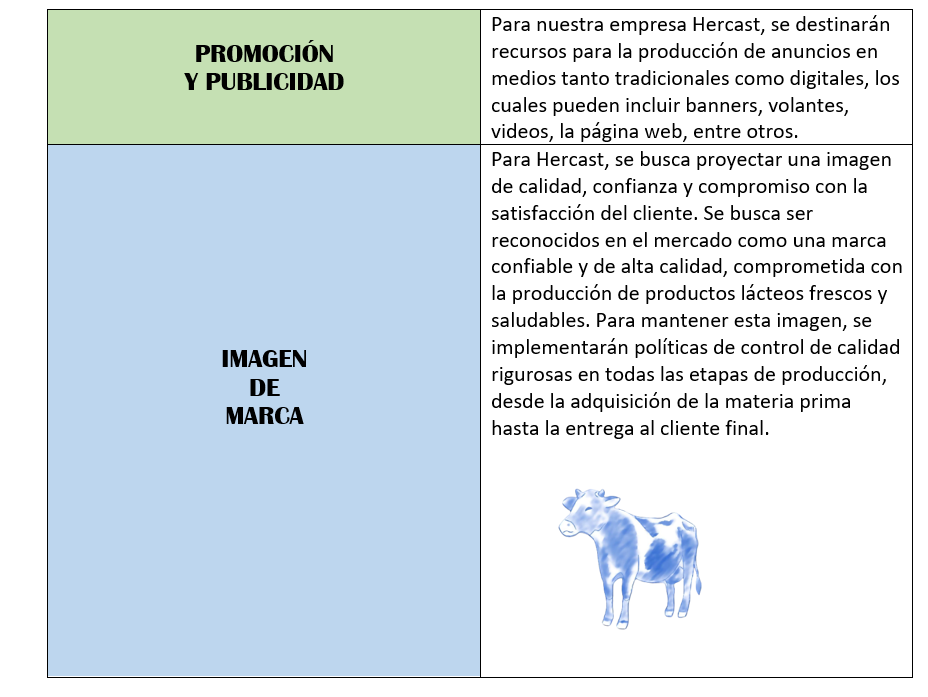 PROMOCIÓN
Y PUBLICIDAD
Para nuestra empresa Hercast, se destinarán
recursos para la producción de anuncios en
medios tanto tradicionales como digitales, los
cuales pueden incluir banners, volantes,
videos, la página web, entre otros.
IMAGEN
DE
MARCA
Para Hercast, se busca proyectar una imagen
de calidad, confianza y compromiso con la
satisfacción del cliente. Se busca ser
reconocidos en el mercado como una marca
confiable y de alta calidad, comprometida con
la producción de productos lácteos frescos y
saludables. Para mantener esta imagen, se
implementarán políticas de control de calidad
rigurosas en todas las etapas de producción,
desde la adquisición de la materia prima
hasta la entrega al cliente final.